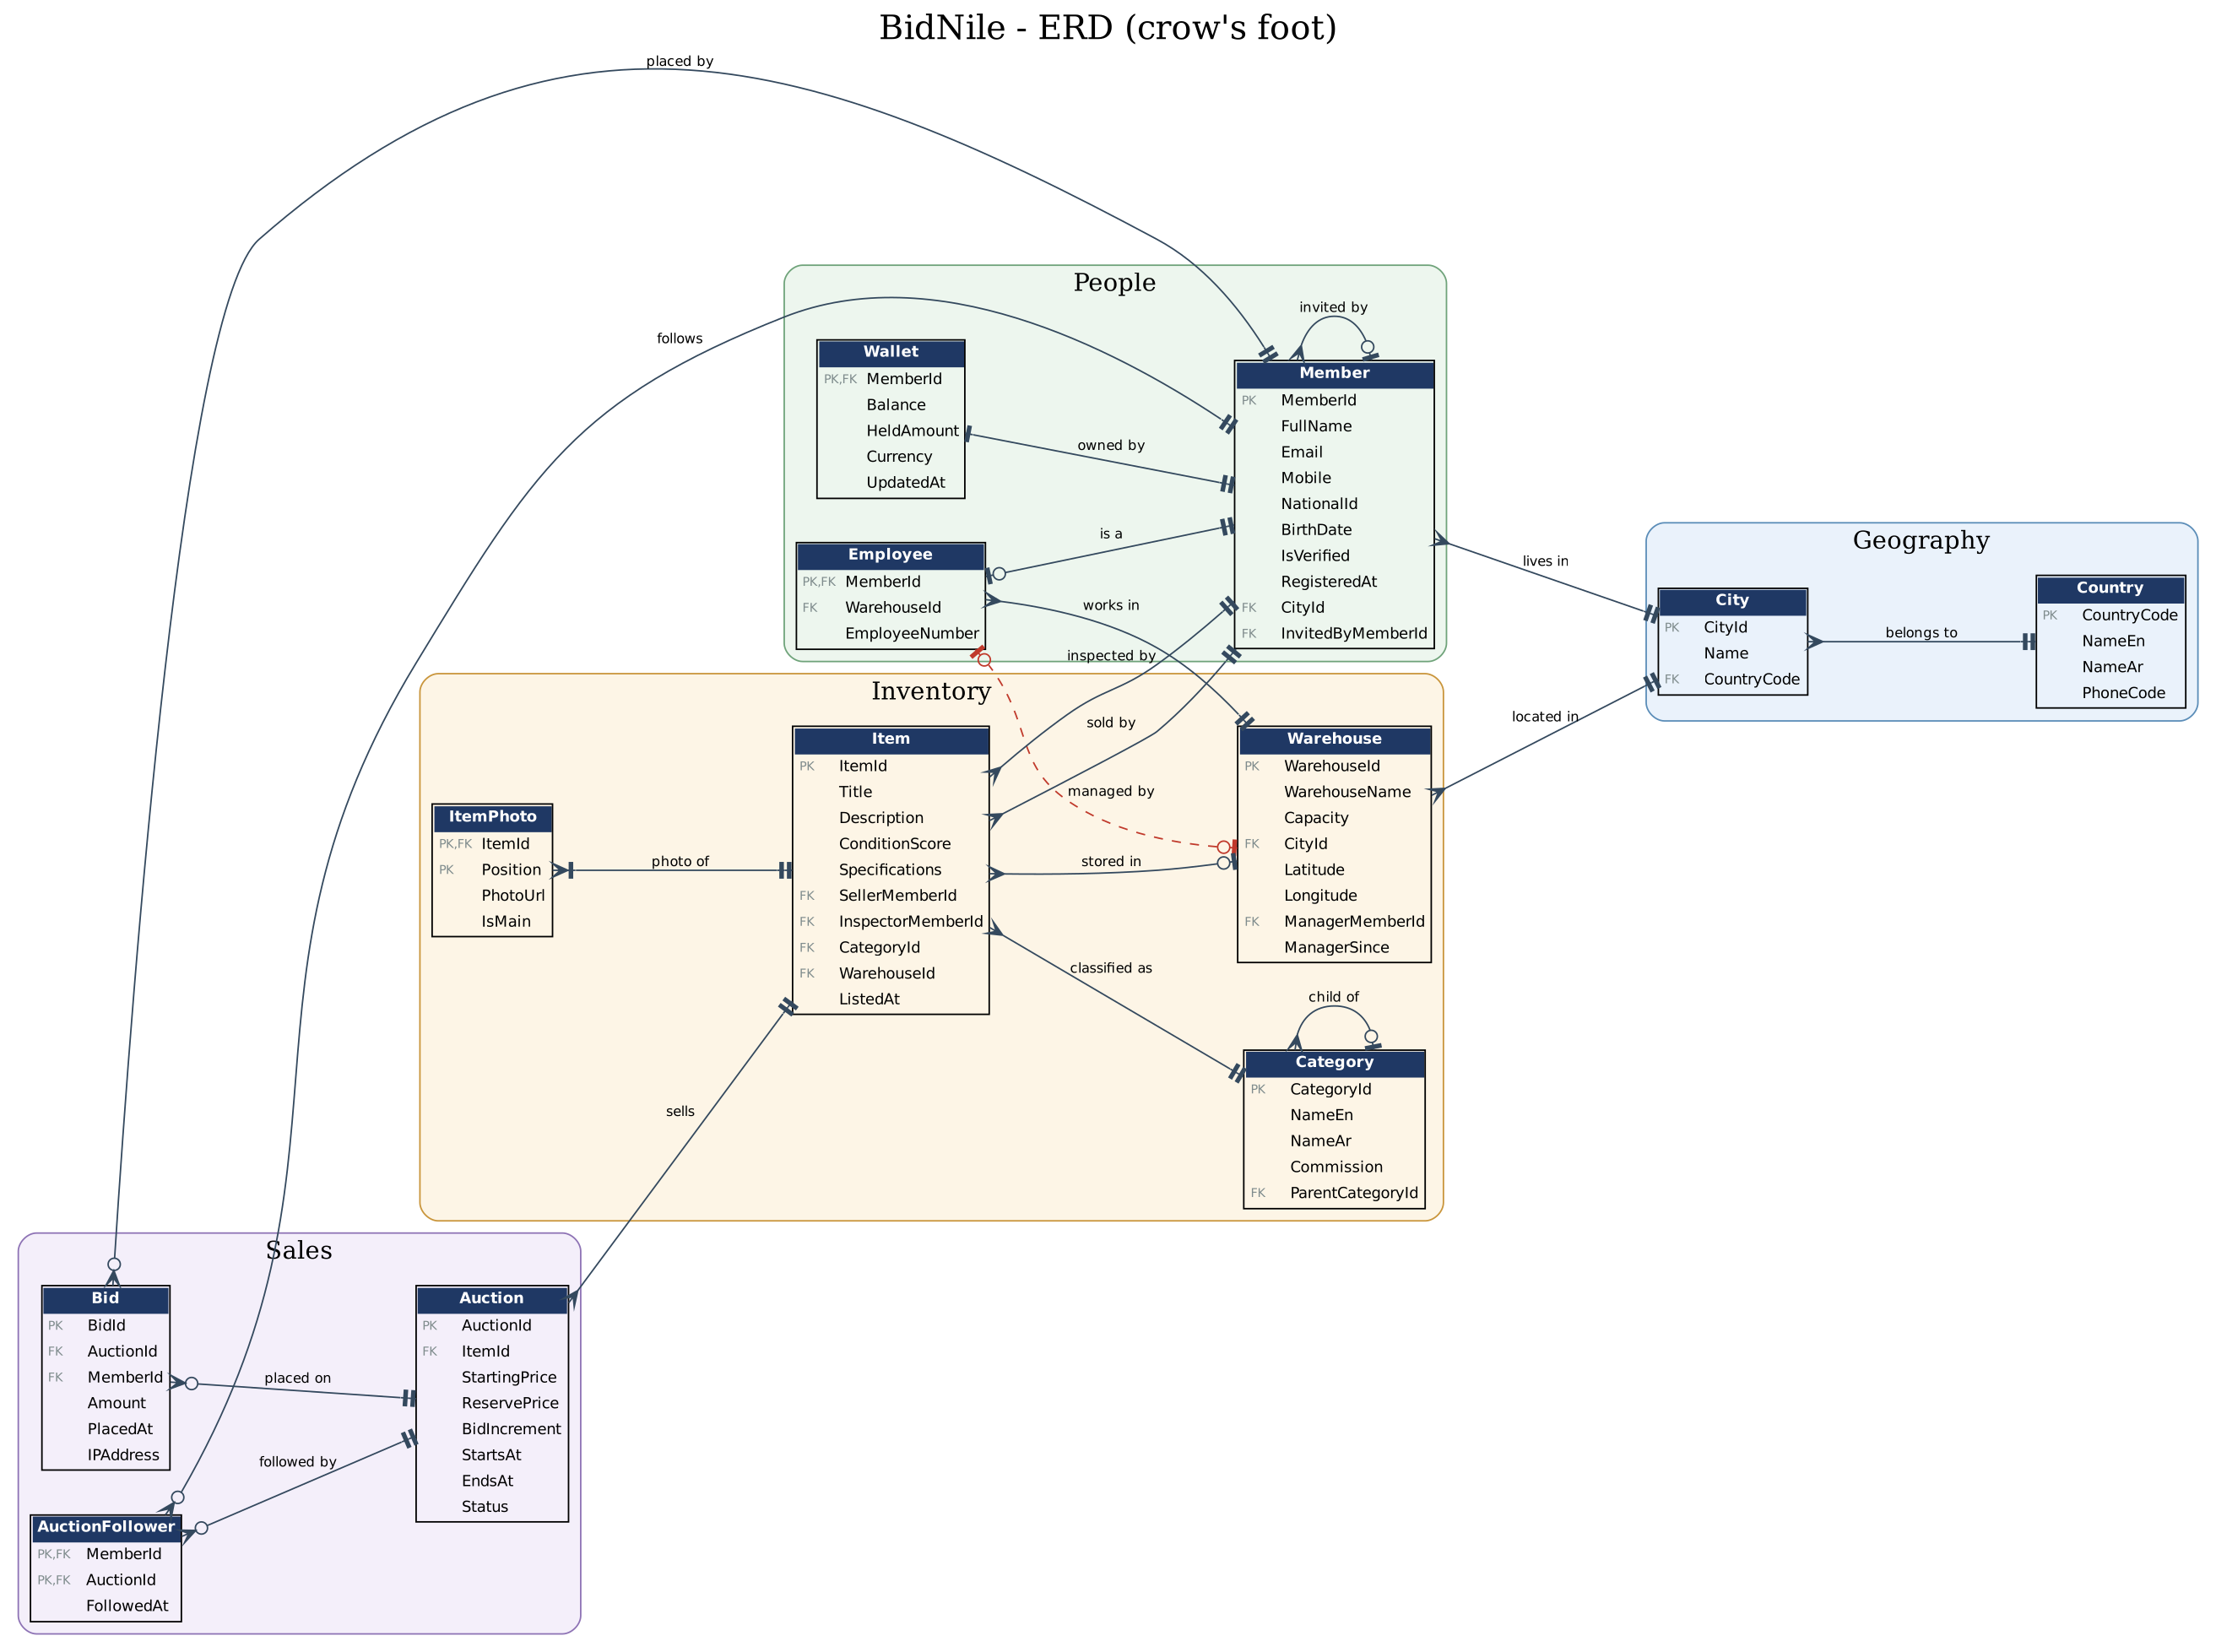 BidNile - ERD (crow's foot)
placed by
People
invited by
follows
Wallet
PK,FK MemberId
Balance
HeldAmount
Currency
UpdatedAt
owned by
Member
PK MemberId
FullName
Email
Mobile
NationalId
BirthDate
IsVerified
RegisteredAt
FK CityId
FK InvitedByMemberId
is a
Employee
PK,FK MemberId
FK WarehouseId
EmployeeNumber
works in
lives in
Geography
City
PK CityId
Name
FK CountryCode
belongs to
Country
PK CountryCode
NameEn
NameAr
PhoneCode
inspected by
Inventory
sold by
located in
managed by
Item
PK ItemId
Title
Description
ConditionScore
Specifications
FK SellerMemberId
FK InspectorMemberId
FK CategoryId
FK WarehouseId
ListedAt
Warehouse
PK WarehouseId
WarehouseName
Capacity
FK CityId
Latitude
Longitude
FK ManagerMemberId
ManagerSince
ItemPhoto
PK,FK ItemId
PK Position
PhotoUrl
IsMain
photo of
stored in
classified as
child of
Category
PK CategoryId
NameEn
NameAr
Commission
FK ParentCategoryId
sells
Sales
Bid
PK BidId
FK AuctionId
FK MemberId
Amount
PlacedAt
IPAddress
placed on
Auction
PK AuctionId
FK ItemId
StartingPrice
ReservePrice
BidIncrement
StartsAt
EndsAt
Status
followed by
AuctionFollower
PK,FK MemberId
PK,FK AuctionId
FollowedAt